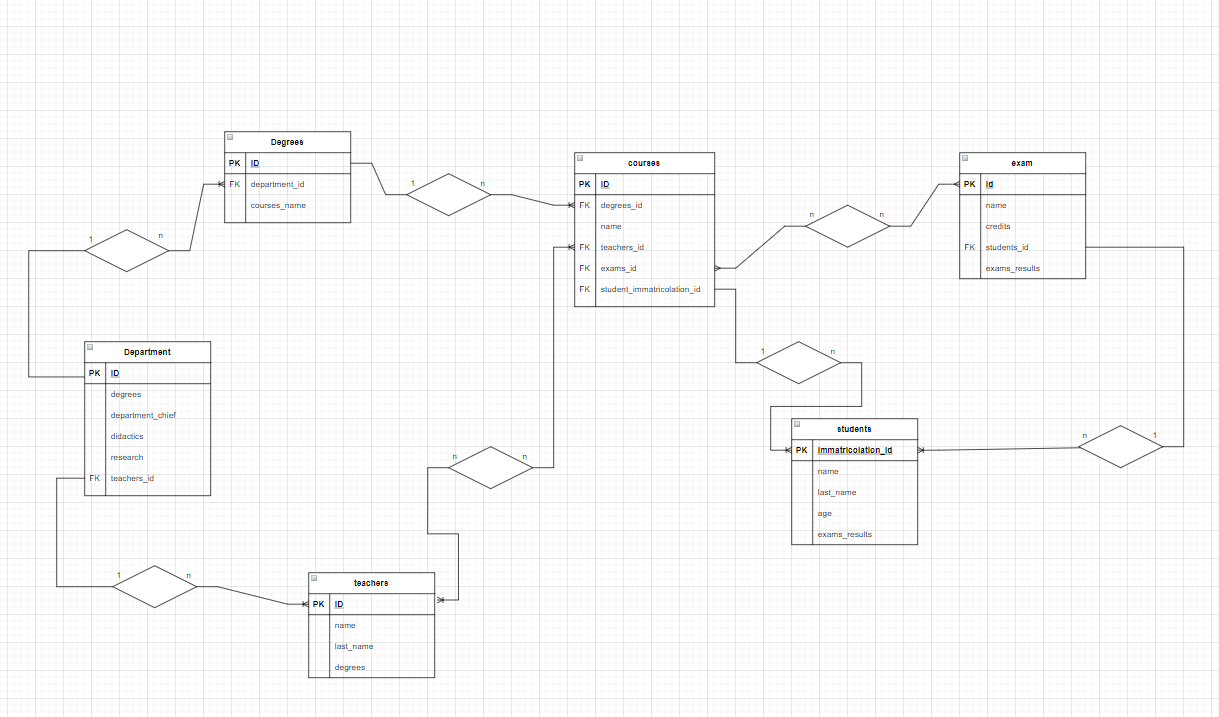 Degrees
PK ID
FK department_id
courses_name
1
n
Department
PK ID
degrees
department_chief
didactics
research
FK teachers_id
1
n
teachers
PK ID
name
last_name
degrees
1
n
n
n
courses
PK ID
FK degrees_id
name
FK teachers_id
FK exams_id
FK student_immatricolation_id
n
n
exam
PK Id
name
credits
FK students_id
exams_results
1
n
students
PK immatricolation_id
name
last_name
age
exams_results
n
1